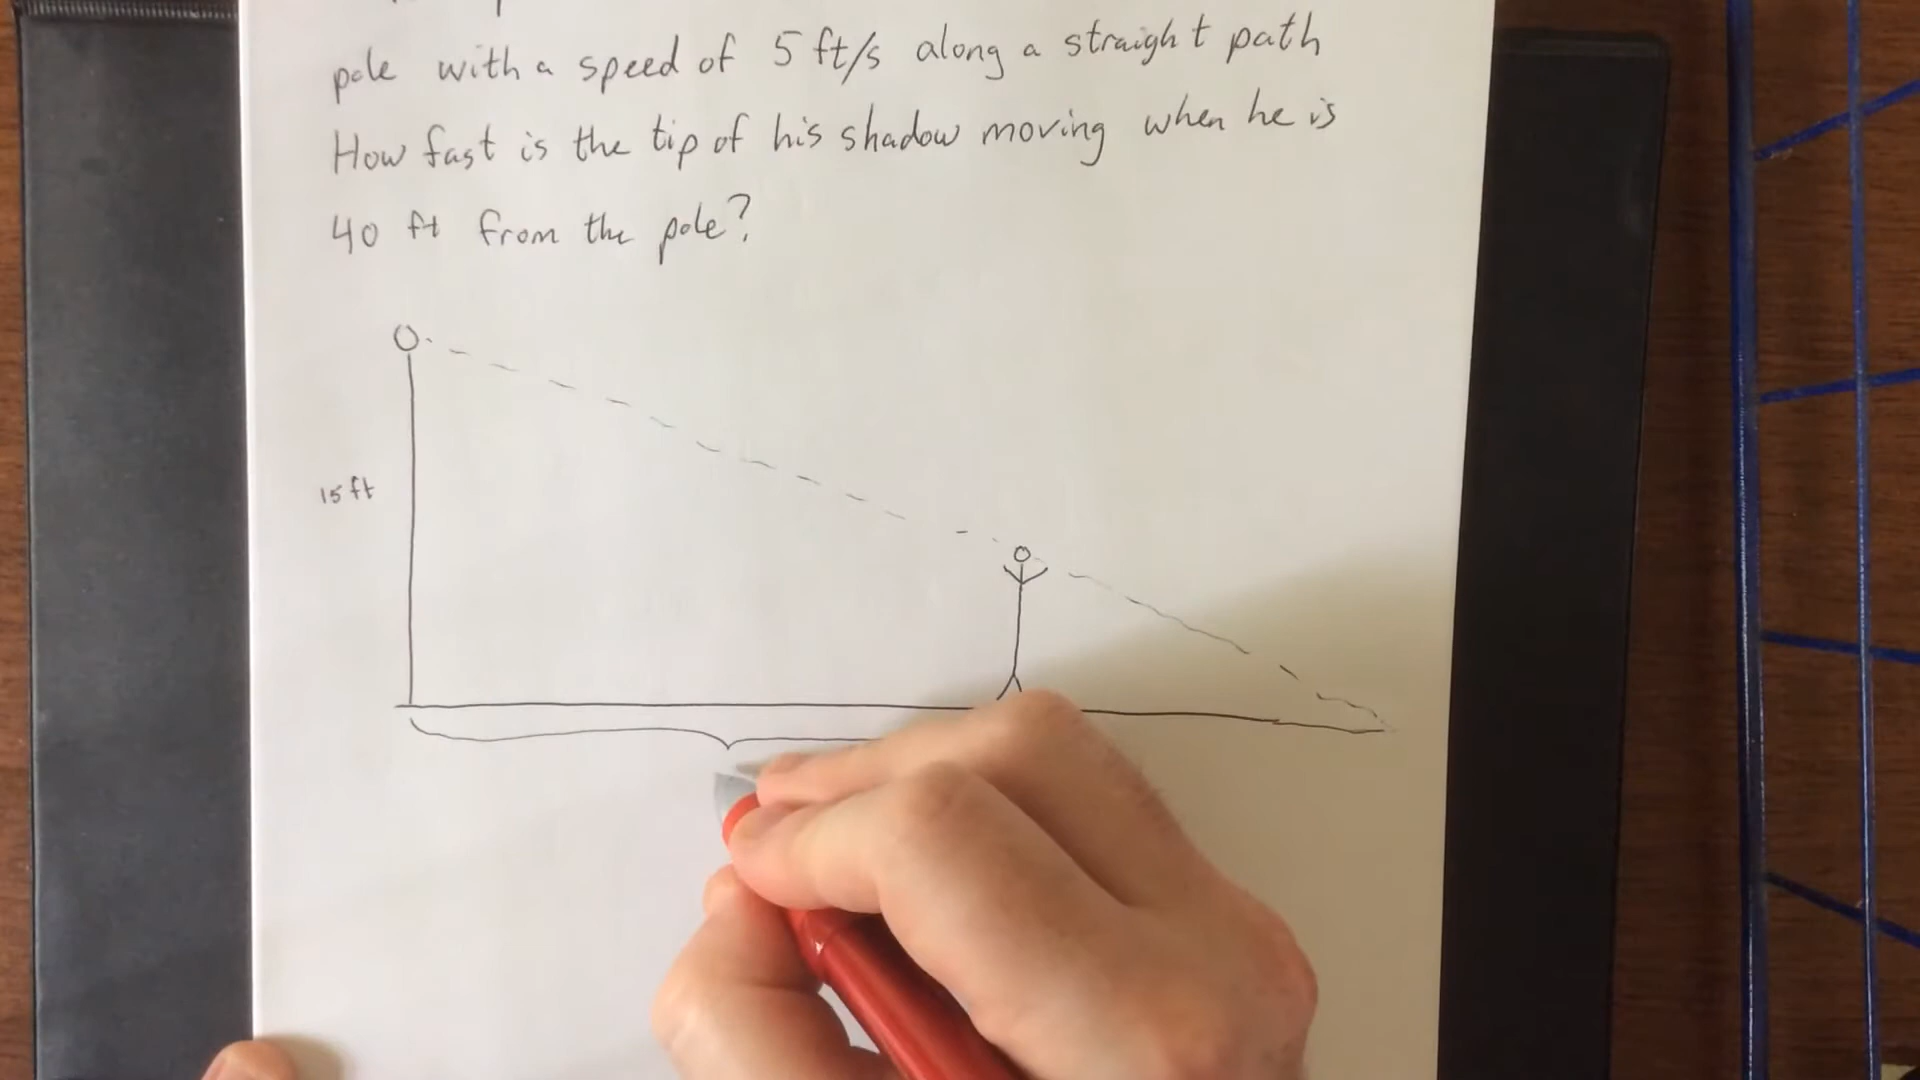 pole with a speed of 5 ft/s along a straight path
How fast is the tip of his shadow moving when he is
40 ft from the pole?
15 ft